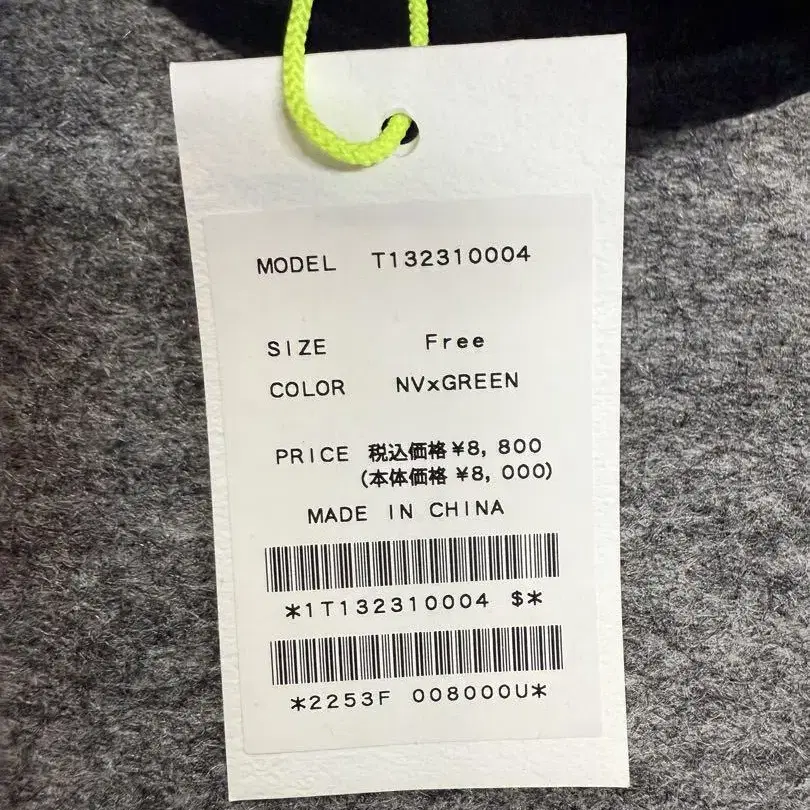 MODEL T132310004
SIZE Free
COLOR NVxGREEN
PRICE 税込価格 ¥8,800
(本体価格 ¥8,000)
MADE IN CHINA
*1T132310004 $*
*2253F 008000U*